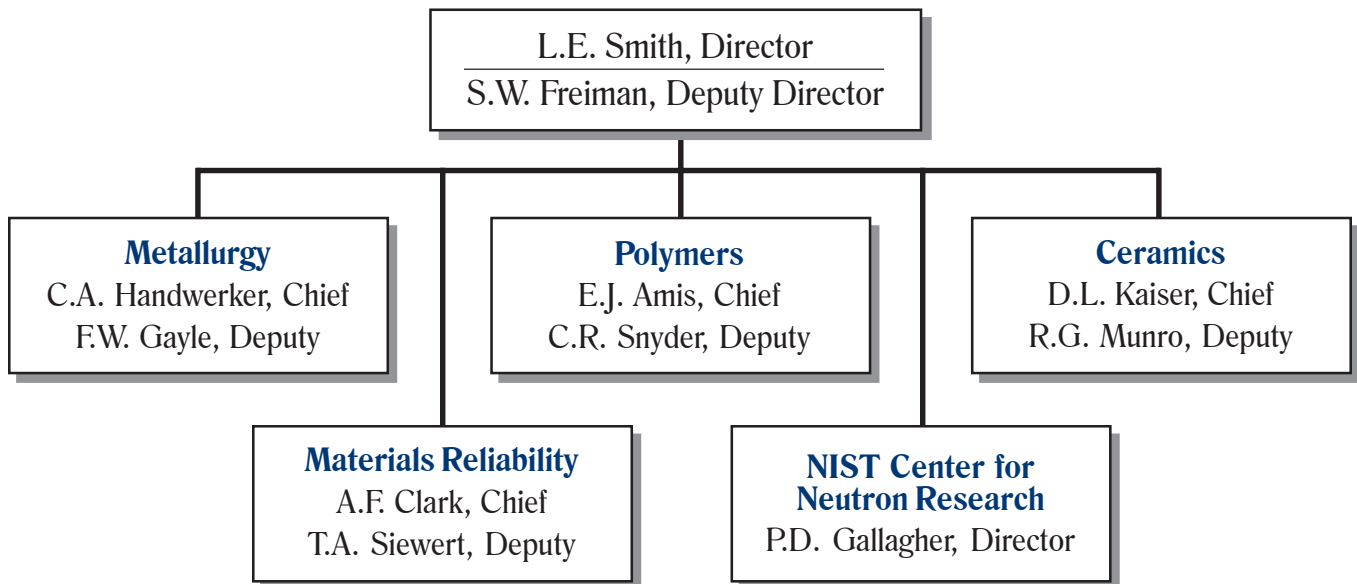 L.E. Smith, Director
S.W. Freiman, Deputy Director
Metallurgy
C.A. Handwerker, Chief
F.W. Gayle, Deputy
Polymers
E.J. Amis, Chief
C.R. Snyder, Deputy
Ceramics
D.L. Kaiser, Chief
R.G. Munro, Deputy
Materials Reliability
A.F. Clark, Chief
T.A. Siewert, Deputy
NIST Center for
Neutron Research
P.D. Gallagher, Director